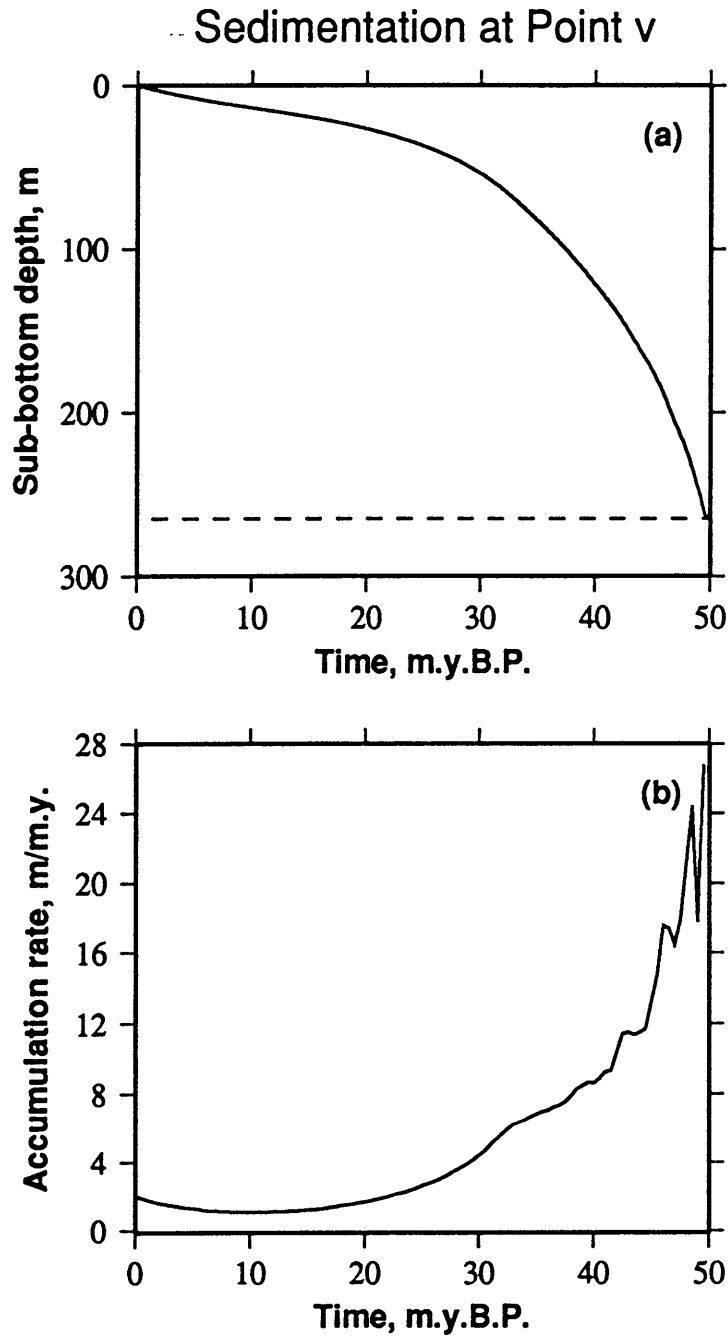 Sedimentation at Point v
(a)
Sub-bottom depth, m
0
100
200
300
0 10 20 30 40 50
Time, m.y.B.P.
(b)
Accumulation rate, m/m.y.
28
24
20
16
12
8
4
0
0 10 20 30 40 50
Time, m.y.B.P.